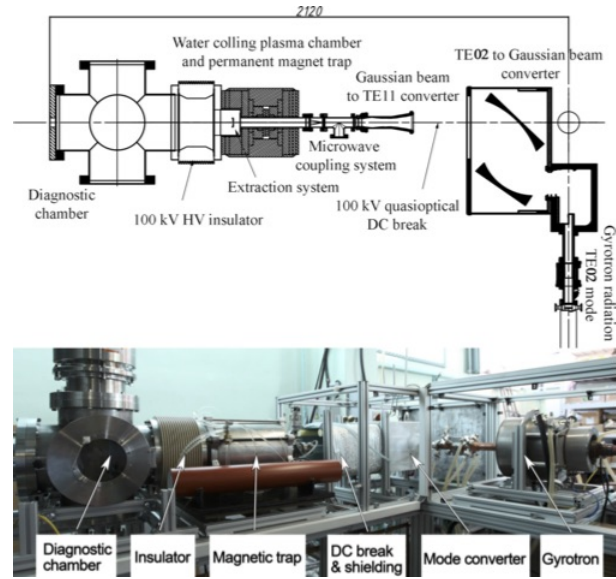 2120
Water colling plasma chamber
and permanent magnet trap
TE02 to Gaussian beam
converter
Gaussian beam
to TE11 converter
Microwave
coupling system
Extraction system
Diagnostic
chamber
100 kV HV insulator
100 kV quasioptical
DC break
Gyrotron radiation
TE02 mode
Diagnostic
chamber
Insulator
Magnetic trap
DC break
& shielding
Mode converter
Gyrotron